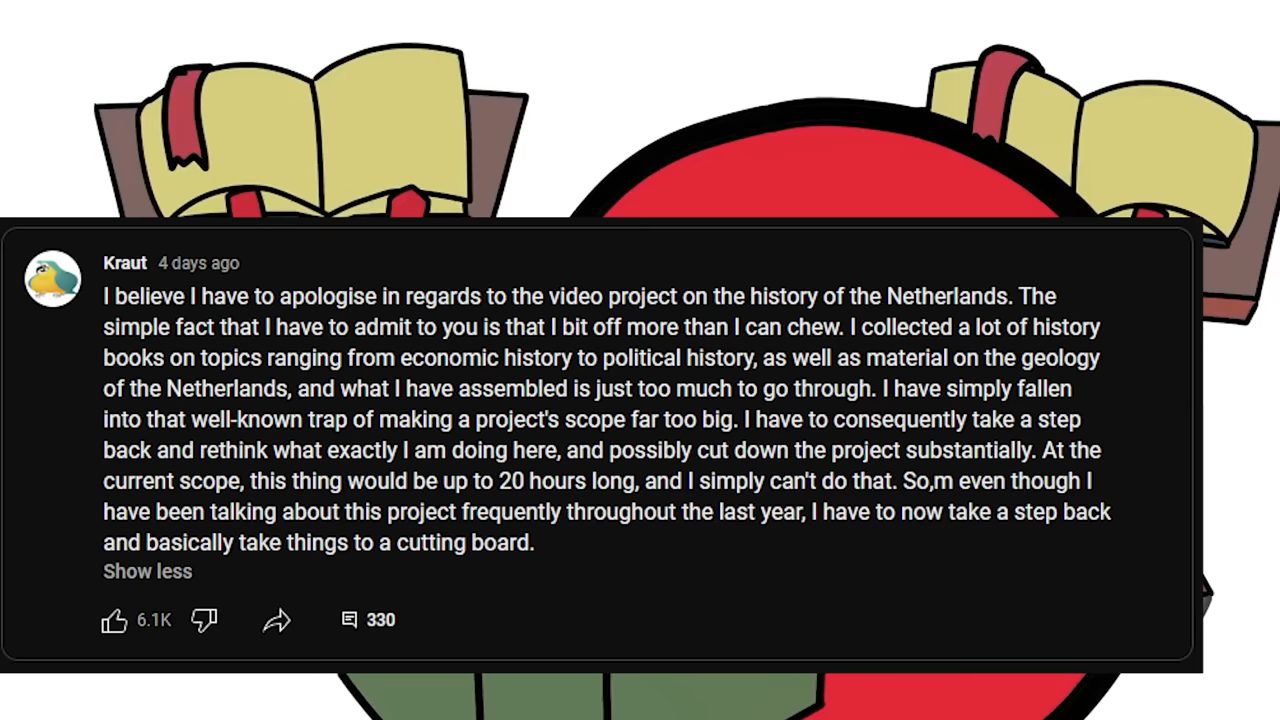 Kraut 4 days ago
I believe I have to apologise in regards to the video project on the history of the Netherlands. The
simple fact that I have to admit to you is that I bit off more than I can chew. I collected a lot of history
books on topics ranging from economic history to political history, as well as material on the geology
of the Netherlands, and what I have assembled is just too much to go through. I have simply fallen
into that well-known trap of making a project's scope far too big. I have to consequently take a step
back and rethink what exactly I am doing here, and possibly cut down the project substantially. At the
current scope, this thing would be up to 20 hours long, and I simply can't do that. So,m even though I
have been talking about this project frequently throughout the last year, I have to now take a step back
and basically take things to a cutting board.
Show less
6.1K 330